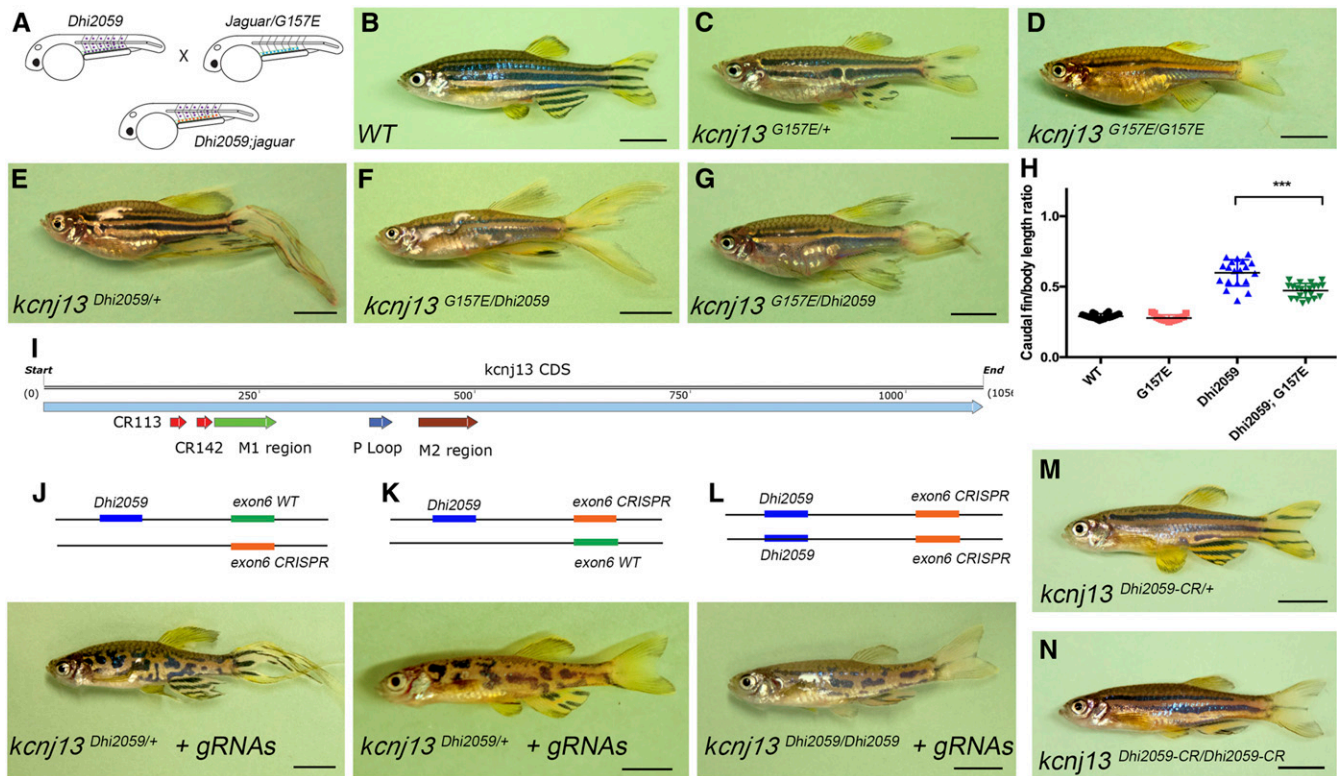 A
Dhi2059
Jaguar/G157E
X
Dhi2059;jaguar
B
WT
C
kcnj13 G157E/+
D
kcnj13 G157E/G157E
E
kcnj13 Dhi2059/+
F
kcnj13 G157E/Dhi2059
G
kcnj13 G157E/Dhi2059
H
***
Caudal fin/body length ratio
1.0
0.5
0.0
WT
G157E
Dhi2059
Dhi2059; G157E
I
Start
kcnj13 CDS
End
(0)
250
500
750
1000
(1056
CR113
CR142
M1 region
P Loop
M2 region
J
Dhi2059
exon6 WT
exon6 CRISPR
kcnj13 Dhi2059/+ + gRNAs
K
Dhi2059
exon6 CRISPR
exon6 WT
kcnj13 Dhi2059/+ + gRNAs
L
Dhi2059
exon6 CRISPR
Dhi2059
exon6 CRISPR
kcnj13 Dhi2059/Dhi2059 + gRNAs
M
kcnj13 Dhi2059-CR/+
N
kcnj13 Dhi2059-CR/Dhi2059-CR